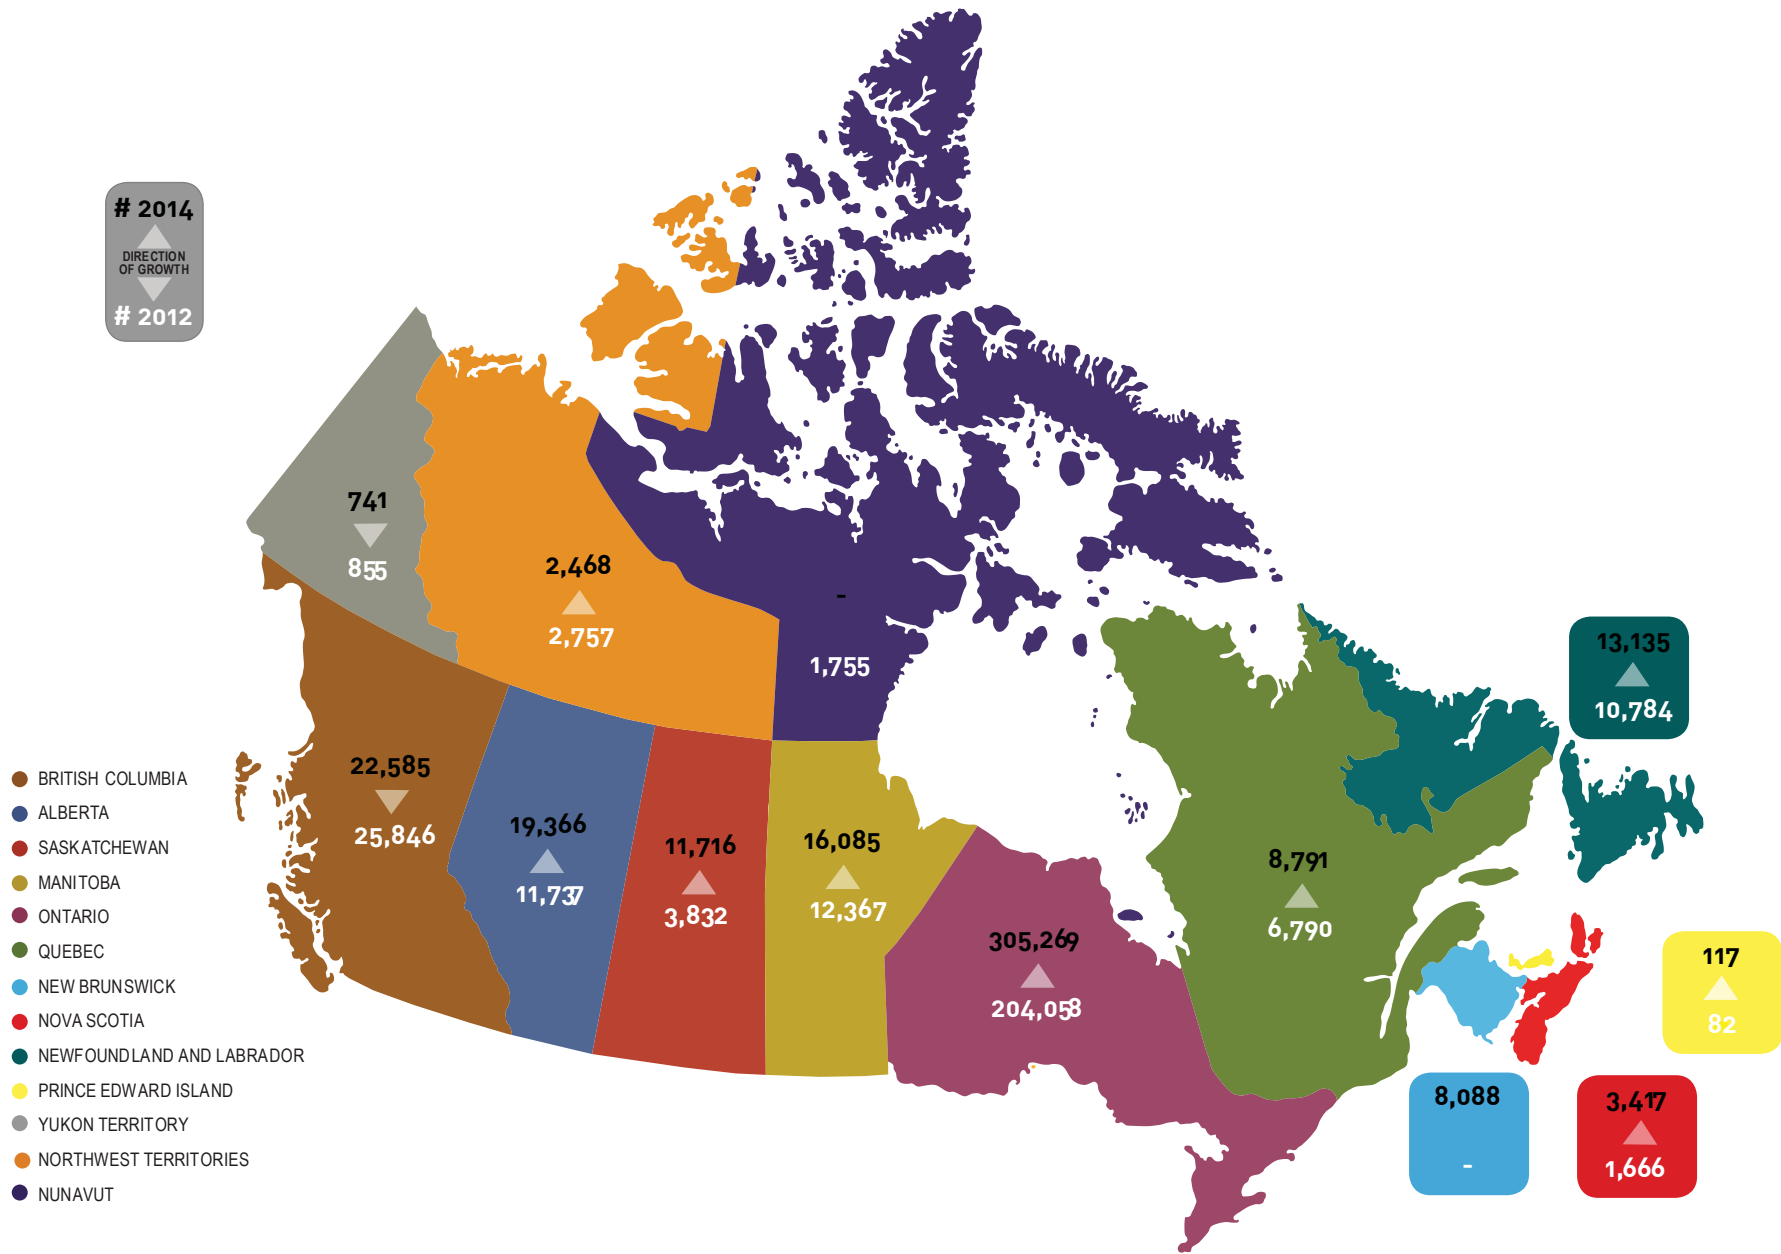 # 2014
DIRECTION
OF GROWTH
# 2012
741
855
2,468
2,757
-
1,755
13,135
10,784
22,585
25,846
19,366
11,737
11,716
3,832
16,085
12,367
305,269
204,058
8,791
6,790
117
82
8,088
-
3,417
1,666
BRITISH COLUMBIA
ALBERTA
SASKATCHEWAN
MANITOBA
ONTARIO
QUEBEC
NEW BRUNSWICK
NOVA SCOTIA
NEWFOUNDLAND AND LABRADOR
PRINCE EDWARD ISLAND
YUKON TERRITORY
NORTHWEST TERRITORIES
NUNAVUT